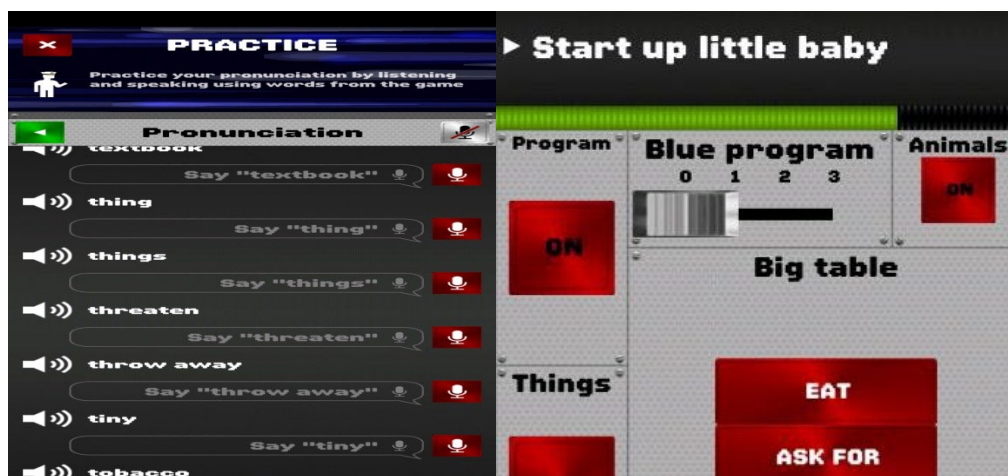 PRACTICE
Practice your pronunciation by listening
and speaking using words from the game
Pronunciation
textbook
Say "textbook"
thing
Say "thing"
things
Say "things"
threaten
Say "threaten"
throw away
Say "throw away"
tiny
Say "tiny"
tobacco
Start up little baby
Program
ON
Blue program
0 1 2 3
Animals
ON
Big table
EAT
ASK FOR
Things